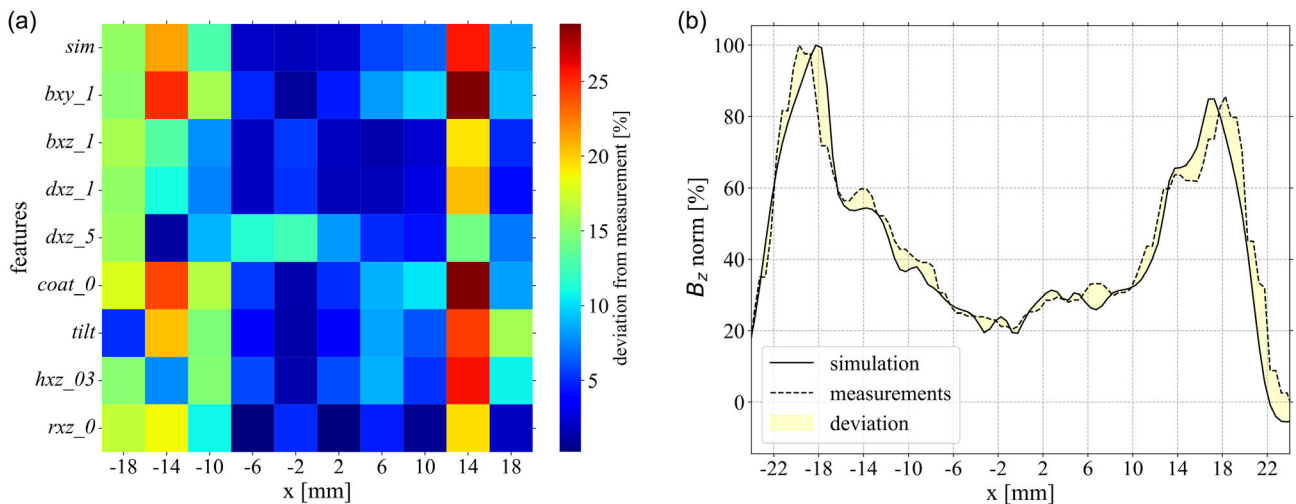 (a)
sim
bxy_1
bxz_1
dxz_1
dxz_5
coat_0
tilt
hxz_03
rxz_0
features
-18 -14 -10 -6 -2 2 6 10 14 18
x [mm]
25
20
15
10
5
deviation from measurement [%]
(b)
100
80
60
40
20
0
B_z norm [%]
simulation
measurements
deviation
-22 -18 -14 -10 -6 -2 2 6 10 14 18 22
x [mm]